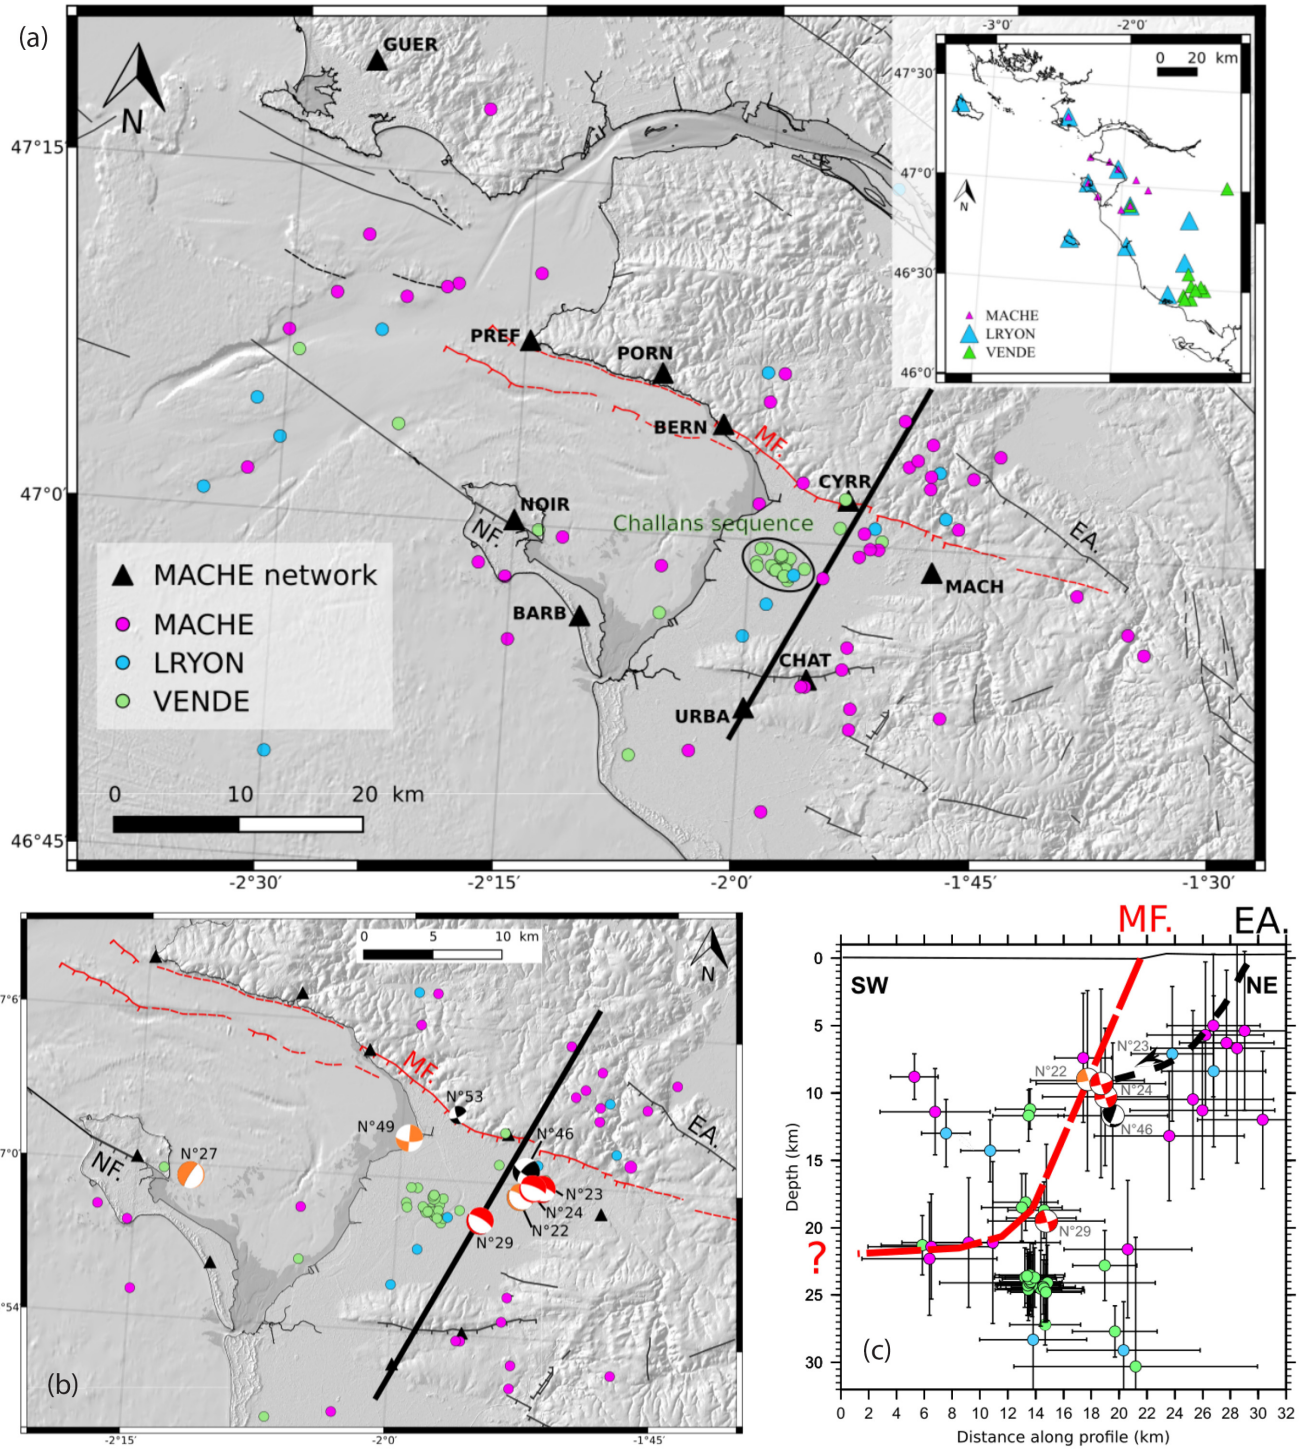 (a)
GUER
N
47°15'
47°0'
46°45'
-3°0'
-2°0'
0 20 km
47°30'
47°0'
46°30'
46°0'
N
MACHE
LRYON
VENDE
PREF
PORN
BERN
MF.
CYRR
NOIR
NF.
Challans sequence
EA.
MACH
BARB
CHAT
URBA
MACHE network
MACHE
LRYON
VENDE
0 10 20 km
-2°30'
-2°15'
-2°0'
-1°45'
-1°30'
0 5 10 km
N
7°6'
7°0'
°54'
MF.
N°53
N°49
N°46
EA.
NF.
N°27
N°23
N°24
N°22
N°29
(b)
-2°15'
-2°0'
-1°45'
MF.
EA.
SW
NE
N°23
N°22
N°24
N°46
N°29
?
(c)
Depth (km)
0
5
10
15
20
25
30
0 2 4 6 8 10 12 14 16 18 20 22 24 26 28 30 32
Distance along profile (km)